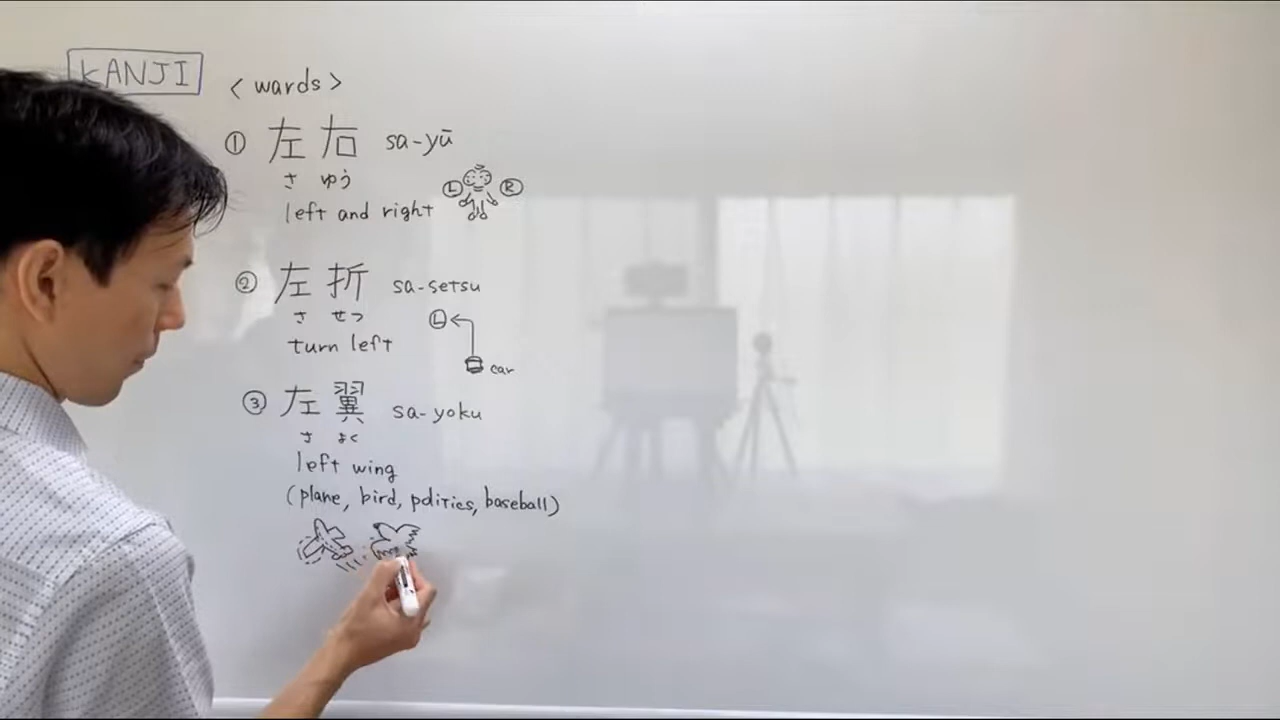 KANJI
<wards>
① 左右 sa-yū
さ ゆう
Ⓛ Ⓡ
left and right
② 左折 sa-setsu
さ せつ
Ⓛ
turn left
car
③ 左翼 sa-yoku
さ よく
left wing
(plane, bird, politics, baseball)